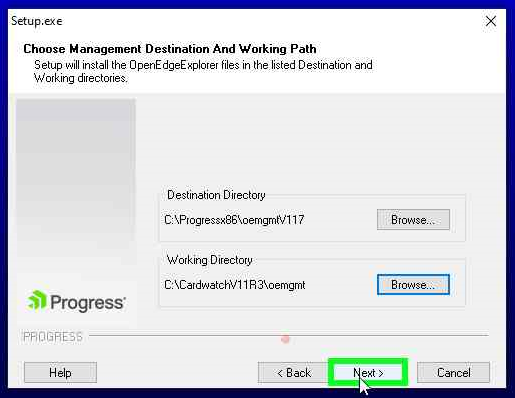 Setup.exe
Choose Management Destination And Working Path
Setup will install the OpenEdgeExplorer files in the listed Destination and
Working directories.
Destination Directory
C:\Progressx86\oemgmtV117
Browse...
Working Directory
C:\CardwatchV11R3\oemgmt
Browse...
Progress
PROGRESS
Help
< Back
Next >
Cancel